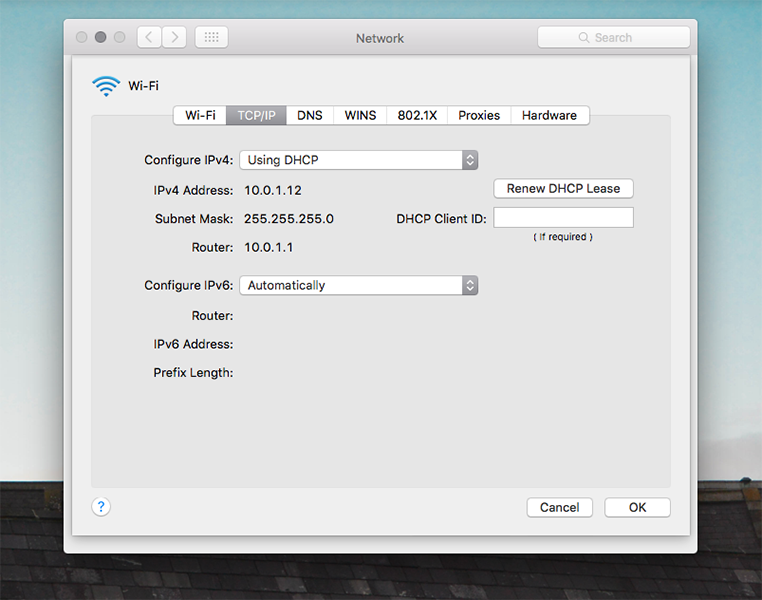 Network
Search
Wi-Fi
Wi-Fi TCP/IP DNS WINS 802.1X Proxies Hardware
Configure IPv4: Using DHCP
IPv4 Address: 10.0.1.12 Renew DHCP Lease
Subnet Mask: 255.255.255.0 DHCP Client ID:
( If required )
Router: 10.0.1.1
Configure IPv6: Automatically
Router:
IPv6 Address:
Prefix Length:
? Cancel OK